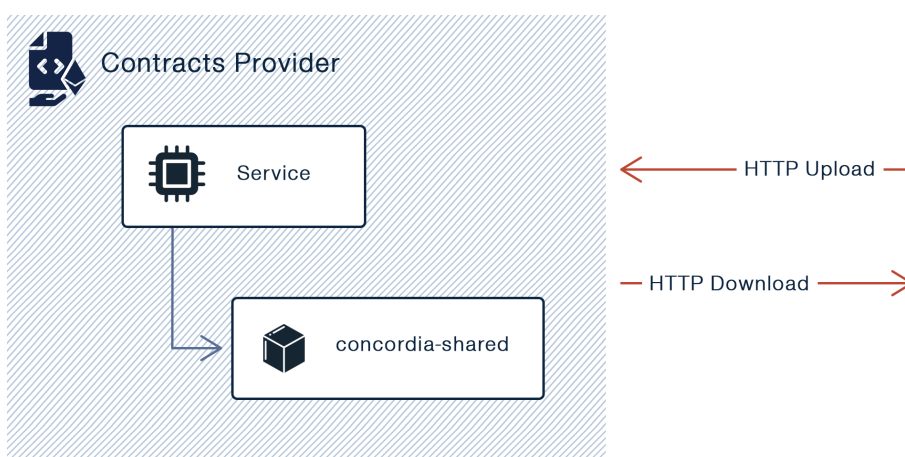 Contracts Provider
Service
HTTP Upload
HTTP Download
concordia-shared